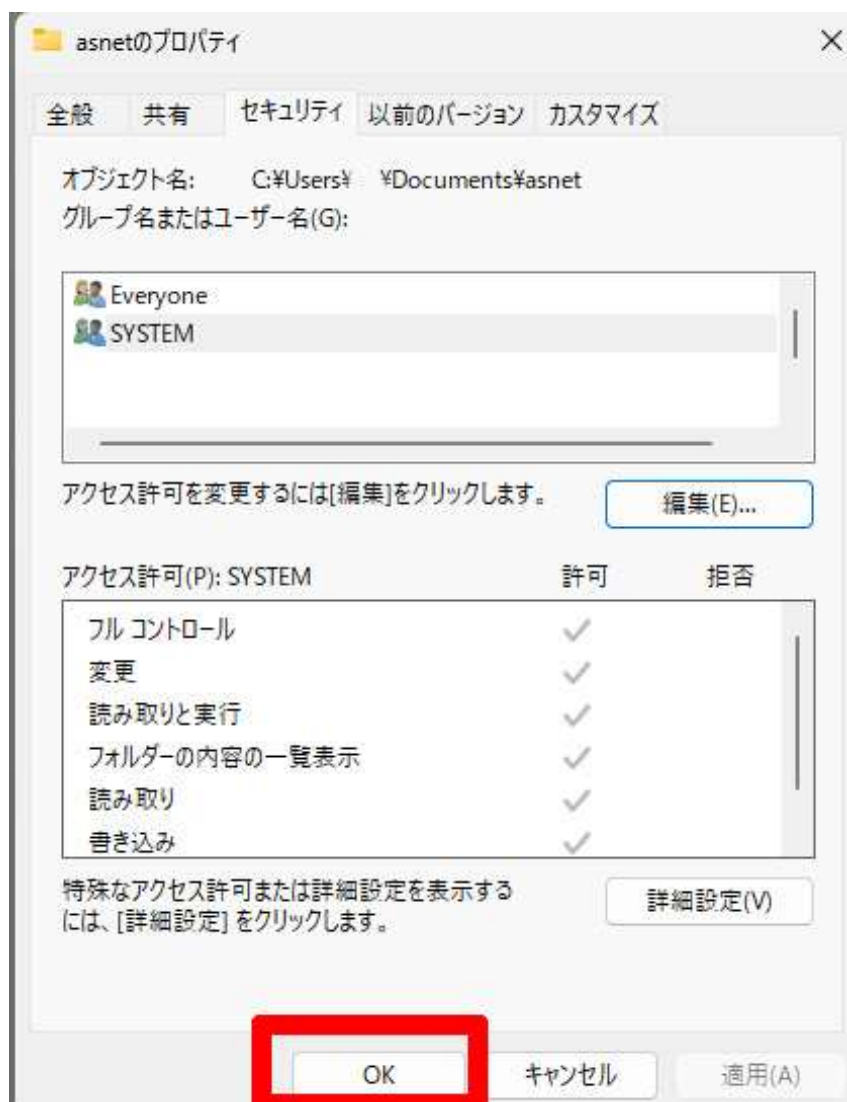 asnetのプロパティ
全般 共有 セキュリティ 以前のバージョン カスタマイズ
オブジェクト名: C:¥Users¥ ¥Documents¥asnet
グループ名またはユーザー名(G):
Everyone
SYSTEM
アクセス許可を変更するには[編集]をクリックします。 編集(E)...
アクセス許可(P): SYSTEM 許可 拒否
フル コントロール
変更
読み取りと実行
フォルダーの内容の一覧表示
読み取り
書き込み
特殊なアクセス許可または詳細設定を表示する
には、[詳細設定] をクリックします。 詳細設定(V)
OK キャンセル 適用(A)